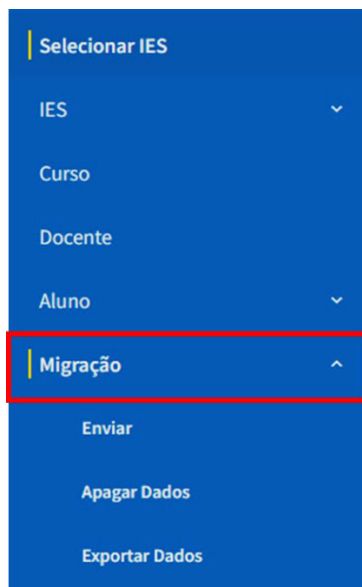 Selecionar IES
IES
Curso
Docente
Aluno
Migração
Enviar
Apagar Dados
Exportar Dados